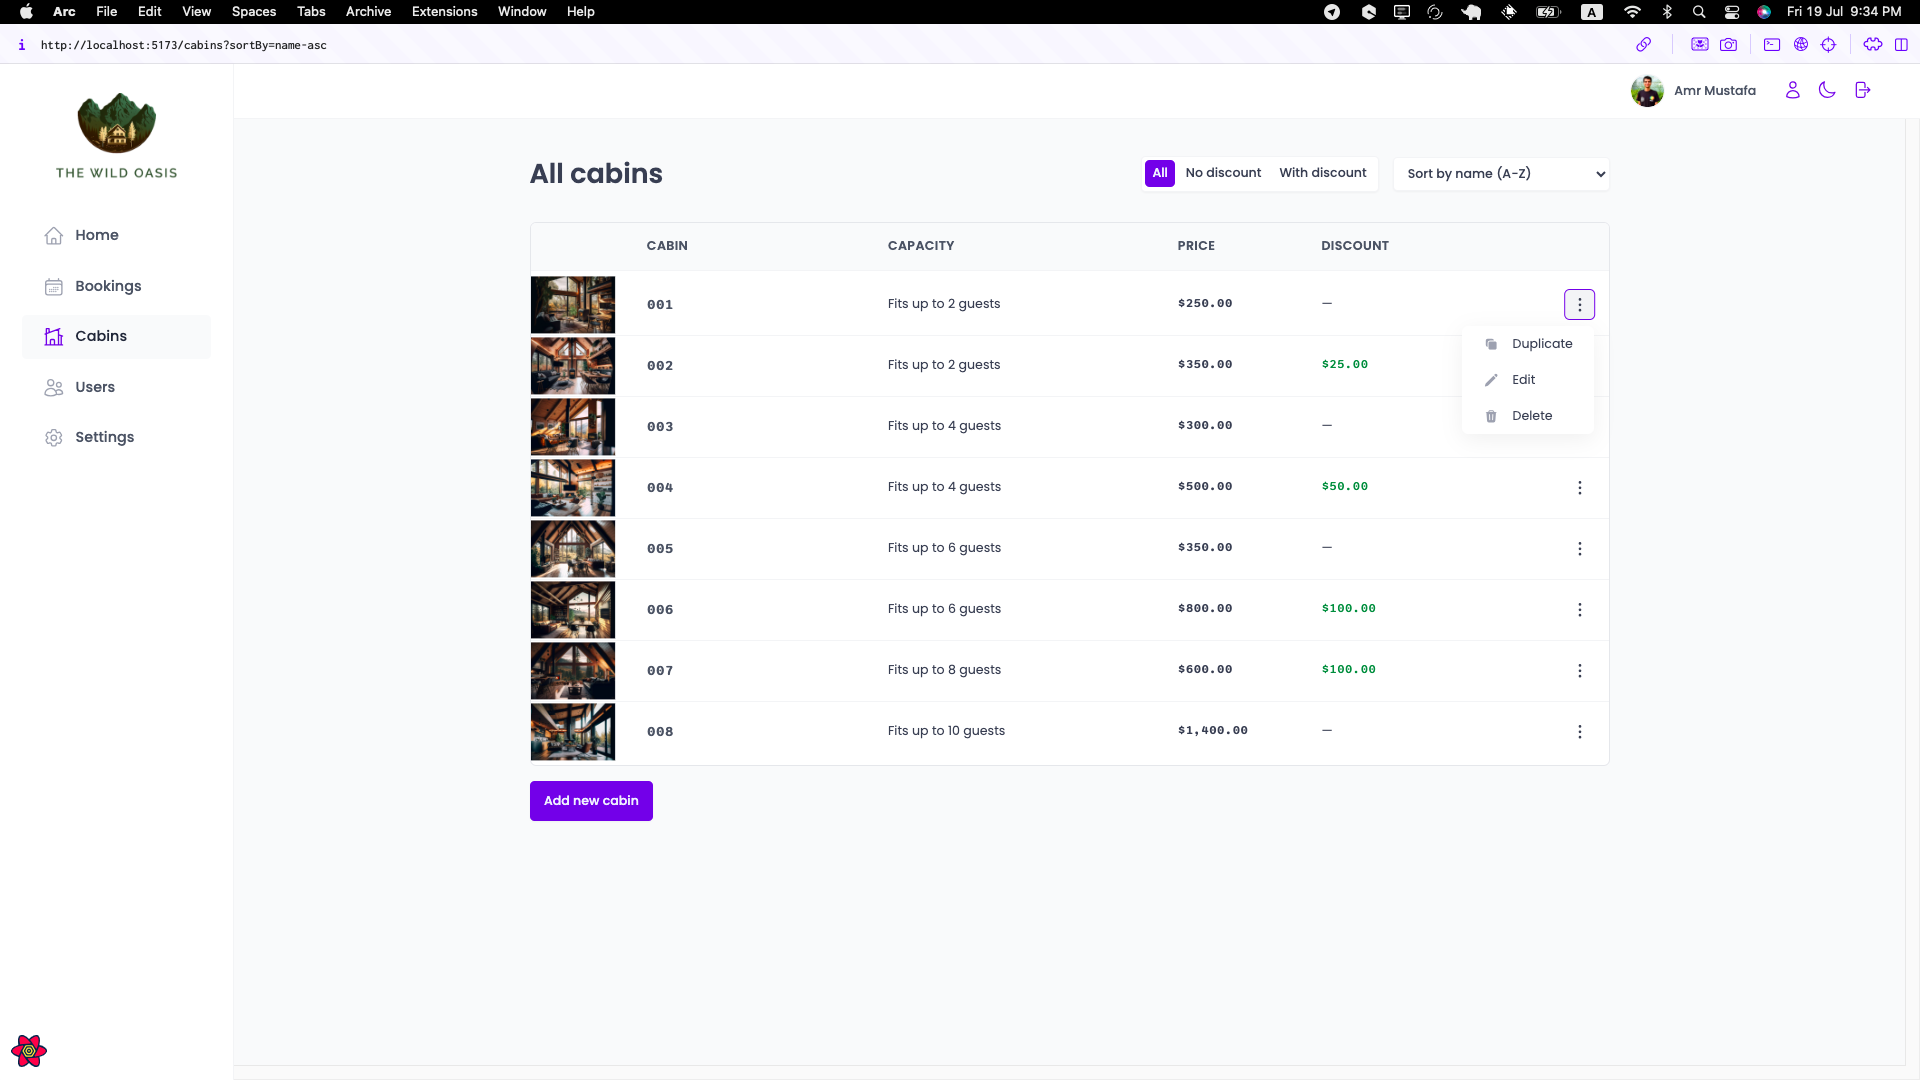 Arc File Edit View Spaces Tabs Archive Extensions Window Help A Fri 19 Jul 9:34 PM
i http://localhost:5173/cabins?sortBy=name-asc
Amr Mustafa
THE WILD OASIS
Home
Bookings
Cabins
Users
Settings
All cabins
All No discount With discount Sort by name (A-Z)
CABIN CAPACITY PRICE DISCOUNT
001 Fits up to 2 guests $250.00 —
002 Fits up to 2 guests $350.00 $25.00
003 Fits up to 4 guests $300.00 —
004 Fits up to 4 guests $500.00 $50.00
005 Fits up to 6 guests $350.00 —
006 Fits up to 6 guests $800.00 $100.00
007 Fits up to 8 guests $600.00 $100.00
008 Fits up to 10 guests $1,400.00 —
Duplicate
Edit
Delete
Add new cabin